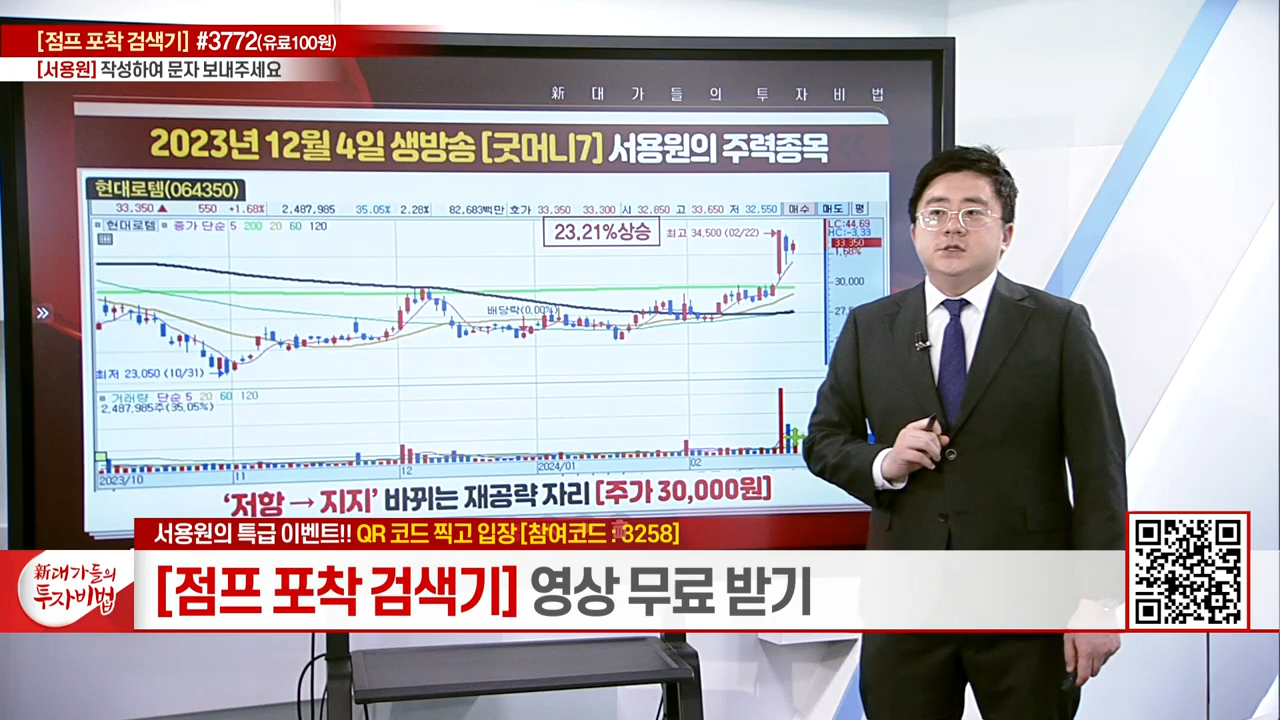 [점프 포착 검색기] #3772(유료100원)
[서용원] 작성하여 문자 보내주세요
新 대 가 들 의 투 자 비 법
2023년 12월 4일 생방송 [굿머니7] 서용원의 주력종목
현대로템(064350)
33,350 ▲ 550 +1.68% 2,487,985 35.05% 2.28% 82,683백만 호가 33,350 33,300 시 32,650 고 33,650 저 32,550 매수 매도 평
현대로템 종가 단순 5 200 20 60 120
23.21%상승
최고 34,500 (02/22)
LC:44.69
HC:-3.33
33,350
1.68%
30,000
배당락(0.00%)
최저 23,050 (10/31)
거래량 단순 5 20 60 120
2,487,985주(35.05%)
2023/10 11 12 2024/01 02
'저항 → 지지' 바뀌는 재공략 자리 [주가 30,000원]
서용원의 특급 이벤트!! QR 코드 찍고 입장 [참여코드 : 3258]
新대가들의
투자비법
[점프 포착 검색기] 영상 무료 받기